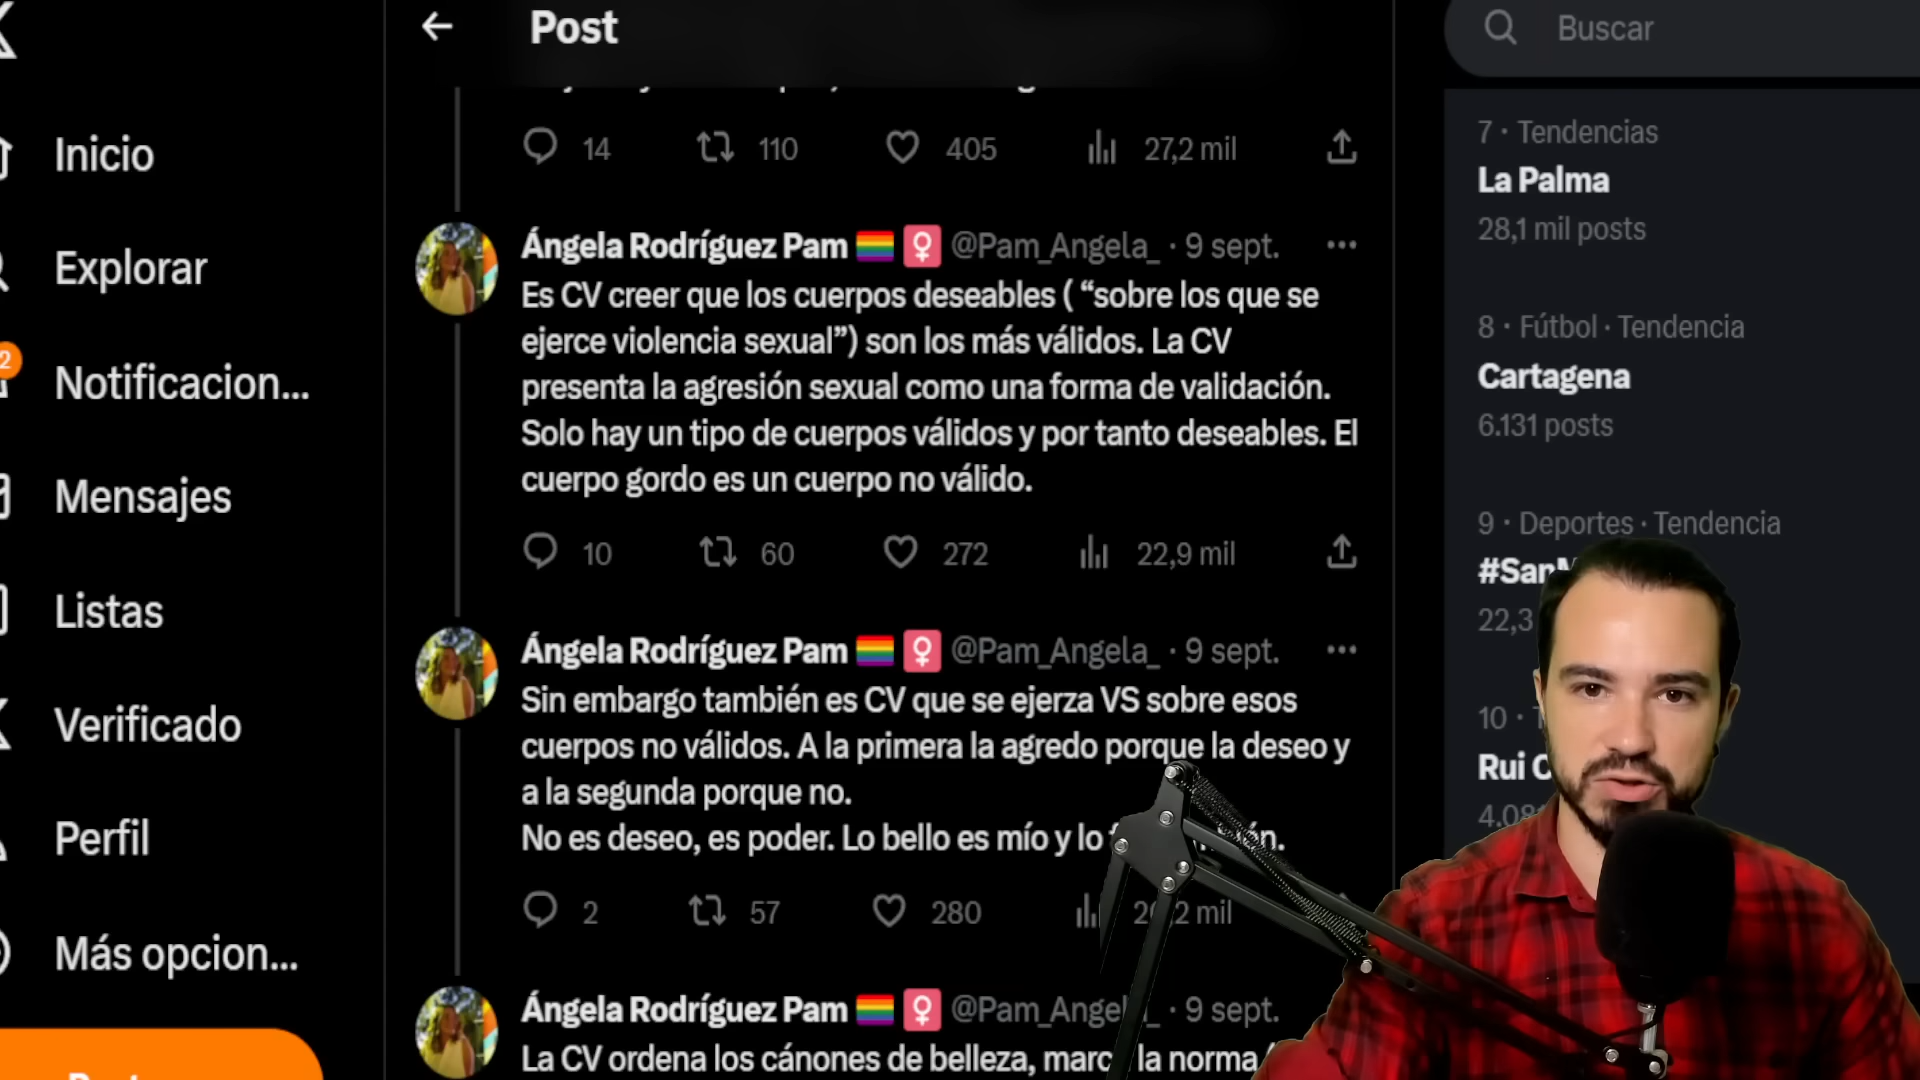 Post
Buscar
Inicio
Explorar
2
Notificacion...
Mensajes
Listas
Verificado
Perfil
Más opcion...
14 110 405 27,2 mil
Ángela Rodríguez Pam @Pam_Angela_ · 9 sept.
Es CV creer que los cuerpos deseables ( “sobre los que se
ejerce violencia sexual”) son los más válidos. La CV
presenta la agresión sexual como una forma de validación.
Solo hay un tipo de cuerpos válidos y por tanto deseables. El
cuerpo gordo es un cuerpo no válido.
10 60 272 22,9 mil
Ángela Rodríguez Pam @Pam_Angela_ · 9 sept.
Sin embargo también es CV que se ejerza VS sobre esos
cuerpos no válidos. A la primera la agredo porque la deseo y
a la segunda porque no.
No es deseo, es poder. Lo bello es mío y lo
2 57 280 mil
Ángela Rodríguez Pam @Pam_Angela_ · 9 sept.
La CV ordena los cánones de belleza, la norma
7 · Tendencias
La Palma
28,1 mil posts
8 · Fútbol · Tendencia
Cartagena
6.131 posts
9 · Deportes · Tendencia
22,3
10 ·
Rui